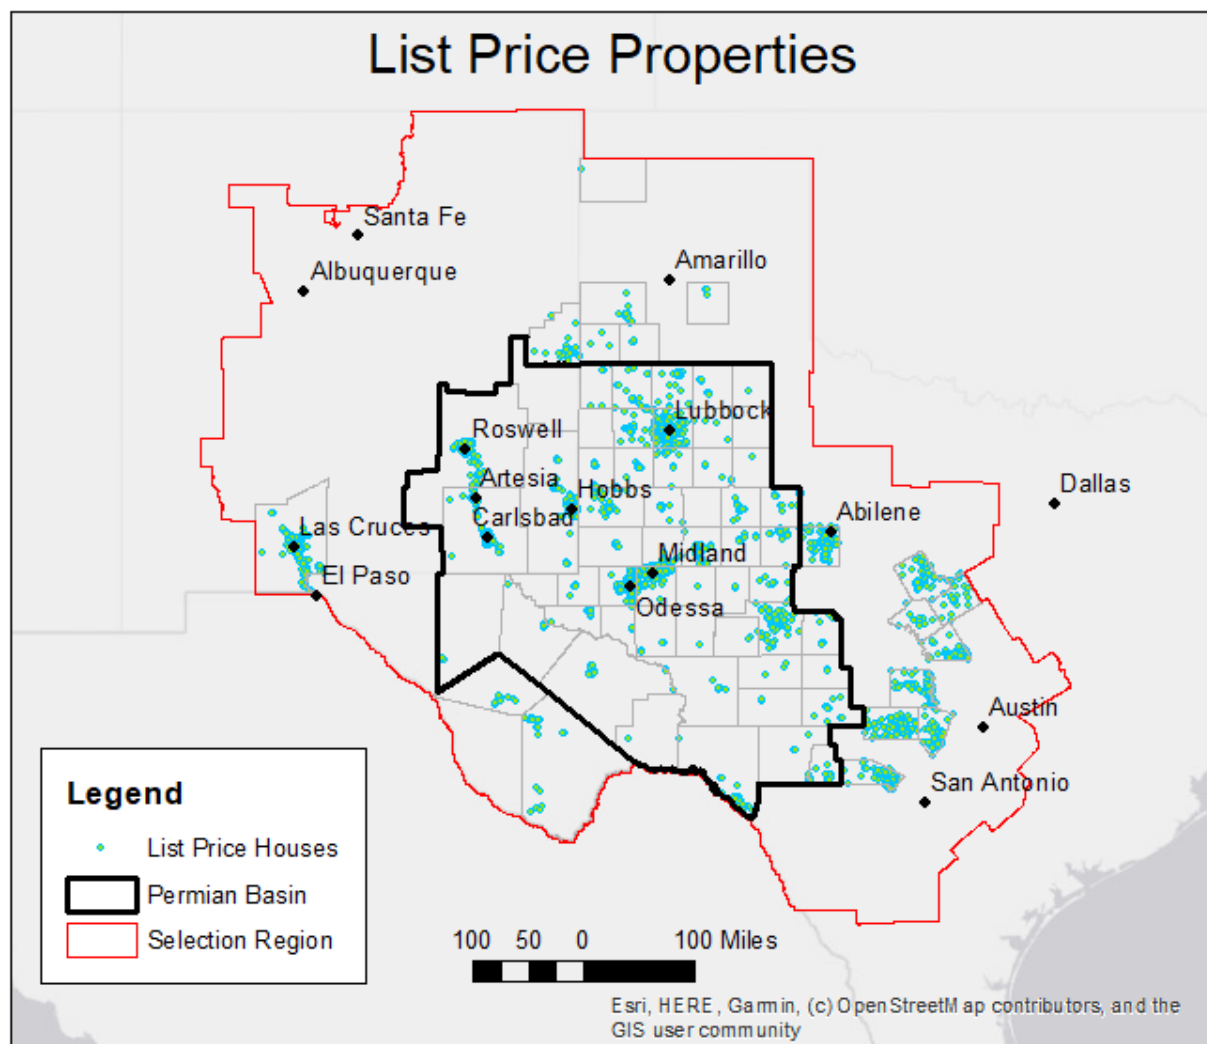 List Price Properties
Santa Fe
Albuquerque
Amarillo
Lubbock
Roswell
Artesia
Hobbs
Dallas
Carlsbad
Abilene
Las Cruces
Midland
El Paso
Odessa
Austin
San Antonio
Legend
List Price Houses
Permian Basin
Selection Region
100 50 0 100 Miles
Esri, HERE, Garmin, (c) OpenStreetMap contributors, and the
GIS user community